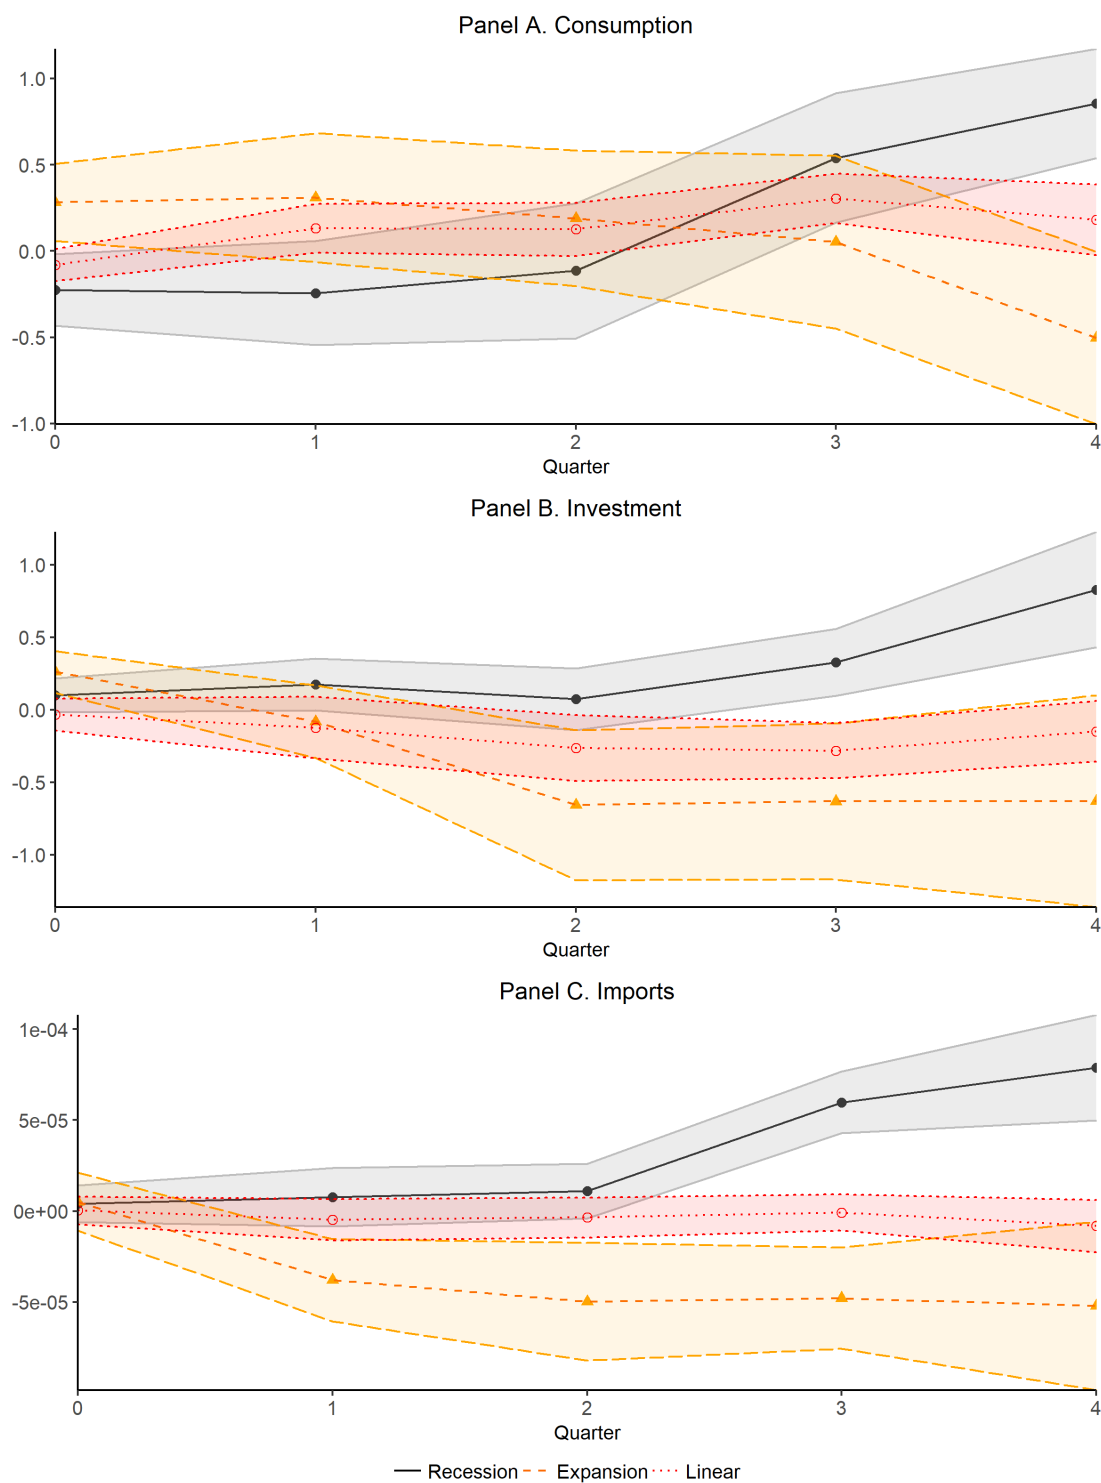 Panel A. Consumption
1.0
0.5
0.0
-0.5
-1.0
0 1 2 3 4
Quarter
Panel B. Investment
1.0
0.5
0.0
-0.5
-1.0
0 1 2 3 4
Quarter
Panel C. Imports
1e-04
5e-05
0e+00
-5e-05
0 1 2 3 4
Quarter
Recession Expansion Linear